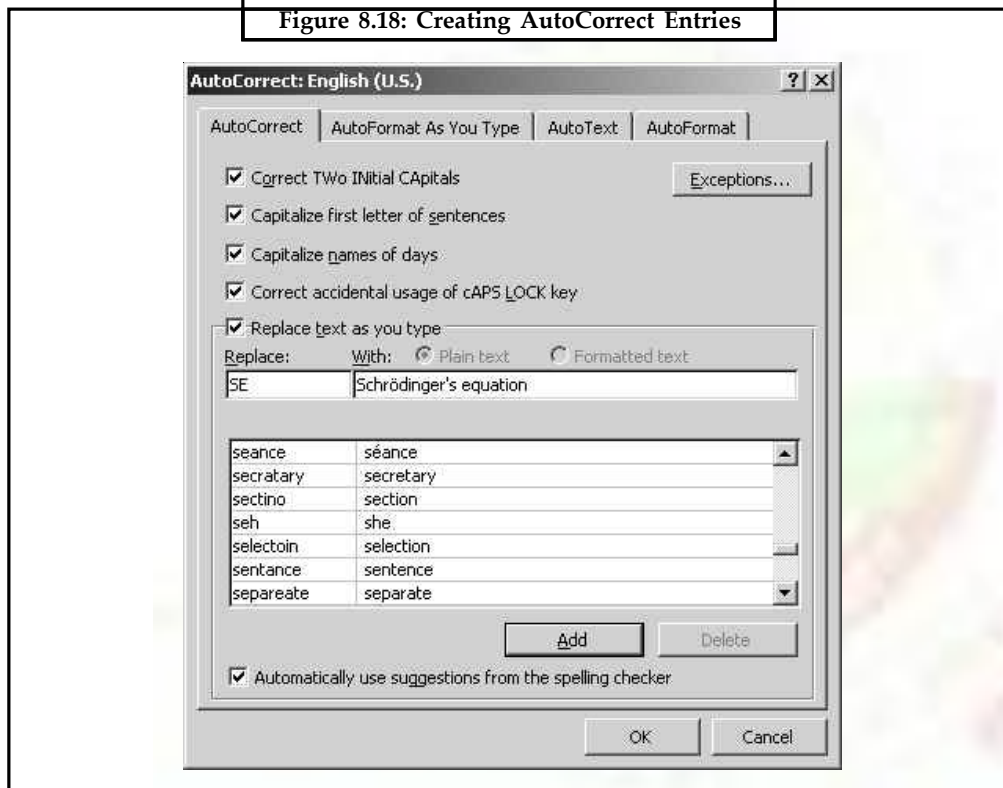 Figure 8.18: Creating AutoCorrect Entries
AutoCorrect: English (U.S.)
AutoCorrect AutoFormat As You Type AutoText AutoFormat
Correct TWo INitial CApitals Exceptions...
Capitalize first letter of sentences
Capitalize names of days
Correct accidental usage of cAPS LOCK key
Replace text as you type
Replace: With: Plain text Formatted text
SE Schrödinger's equation
seance séance
secratary secretary
sectino section
seh she
selectoin selection
sentance sentence
separeate separate
Add Delete
Automatically use suggestions from the spelling checker
OK Cancel